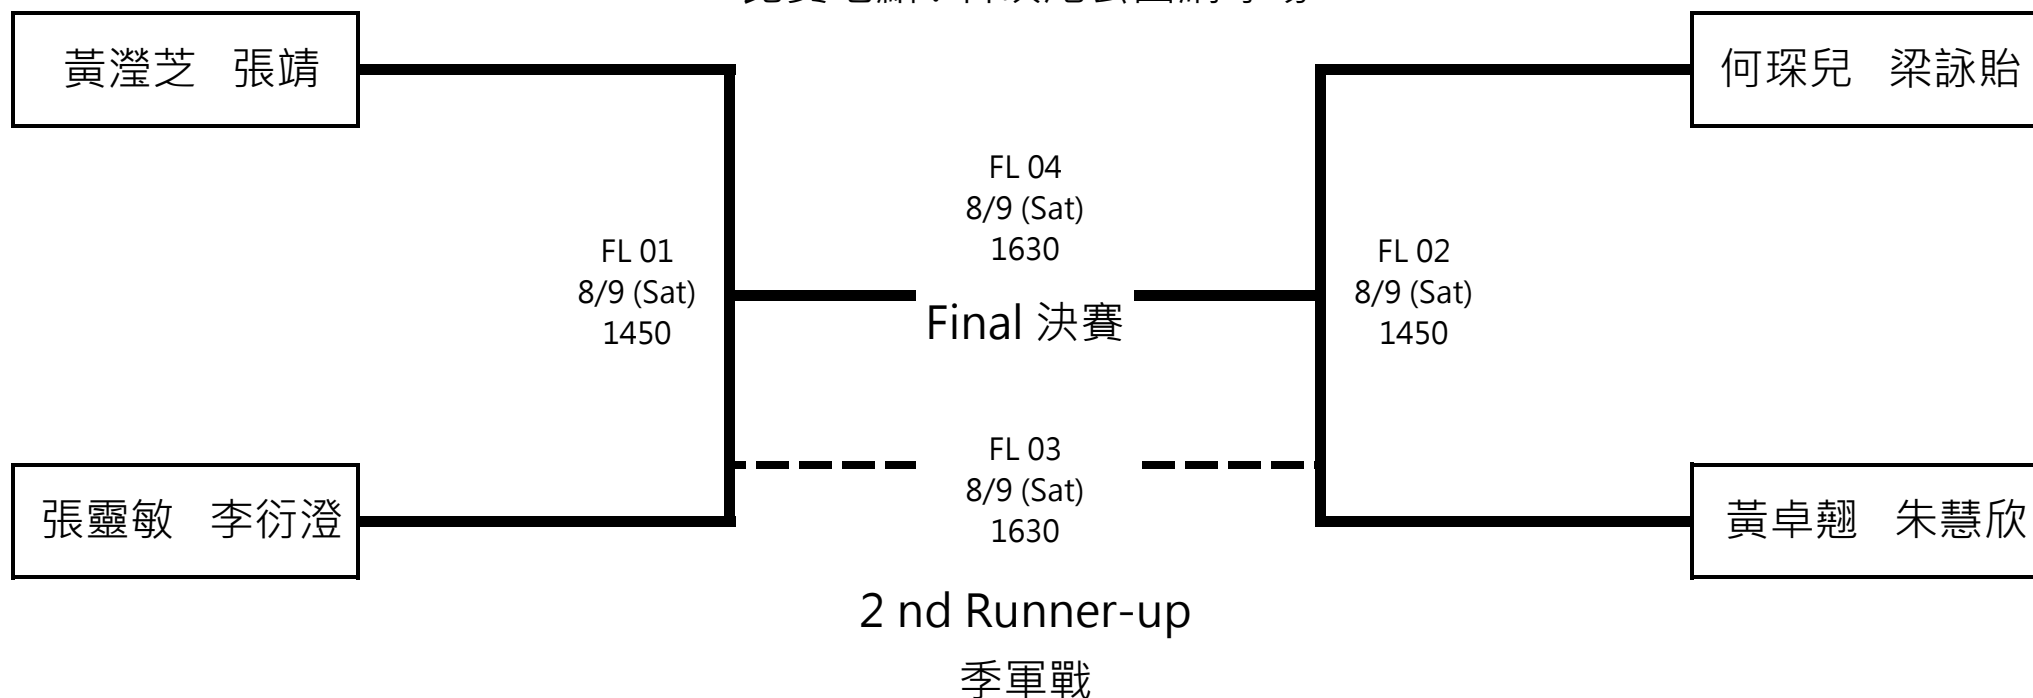 黃瀅芝 張靖
何琛兒 梁詠貽
FL 04
8/9 (Sat)
1630
FL 01
8/9 (Sat)
1450
FL 02
8/9 (Sat)
1450
Final 決賽
FL 03
8/9 (Sat)
1630
張靈敏 李衍澄
黃卓翹 朱慧欣
2 nd Runner-up
季軍戰